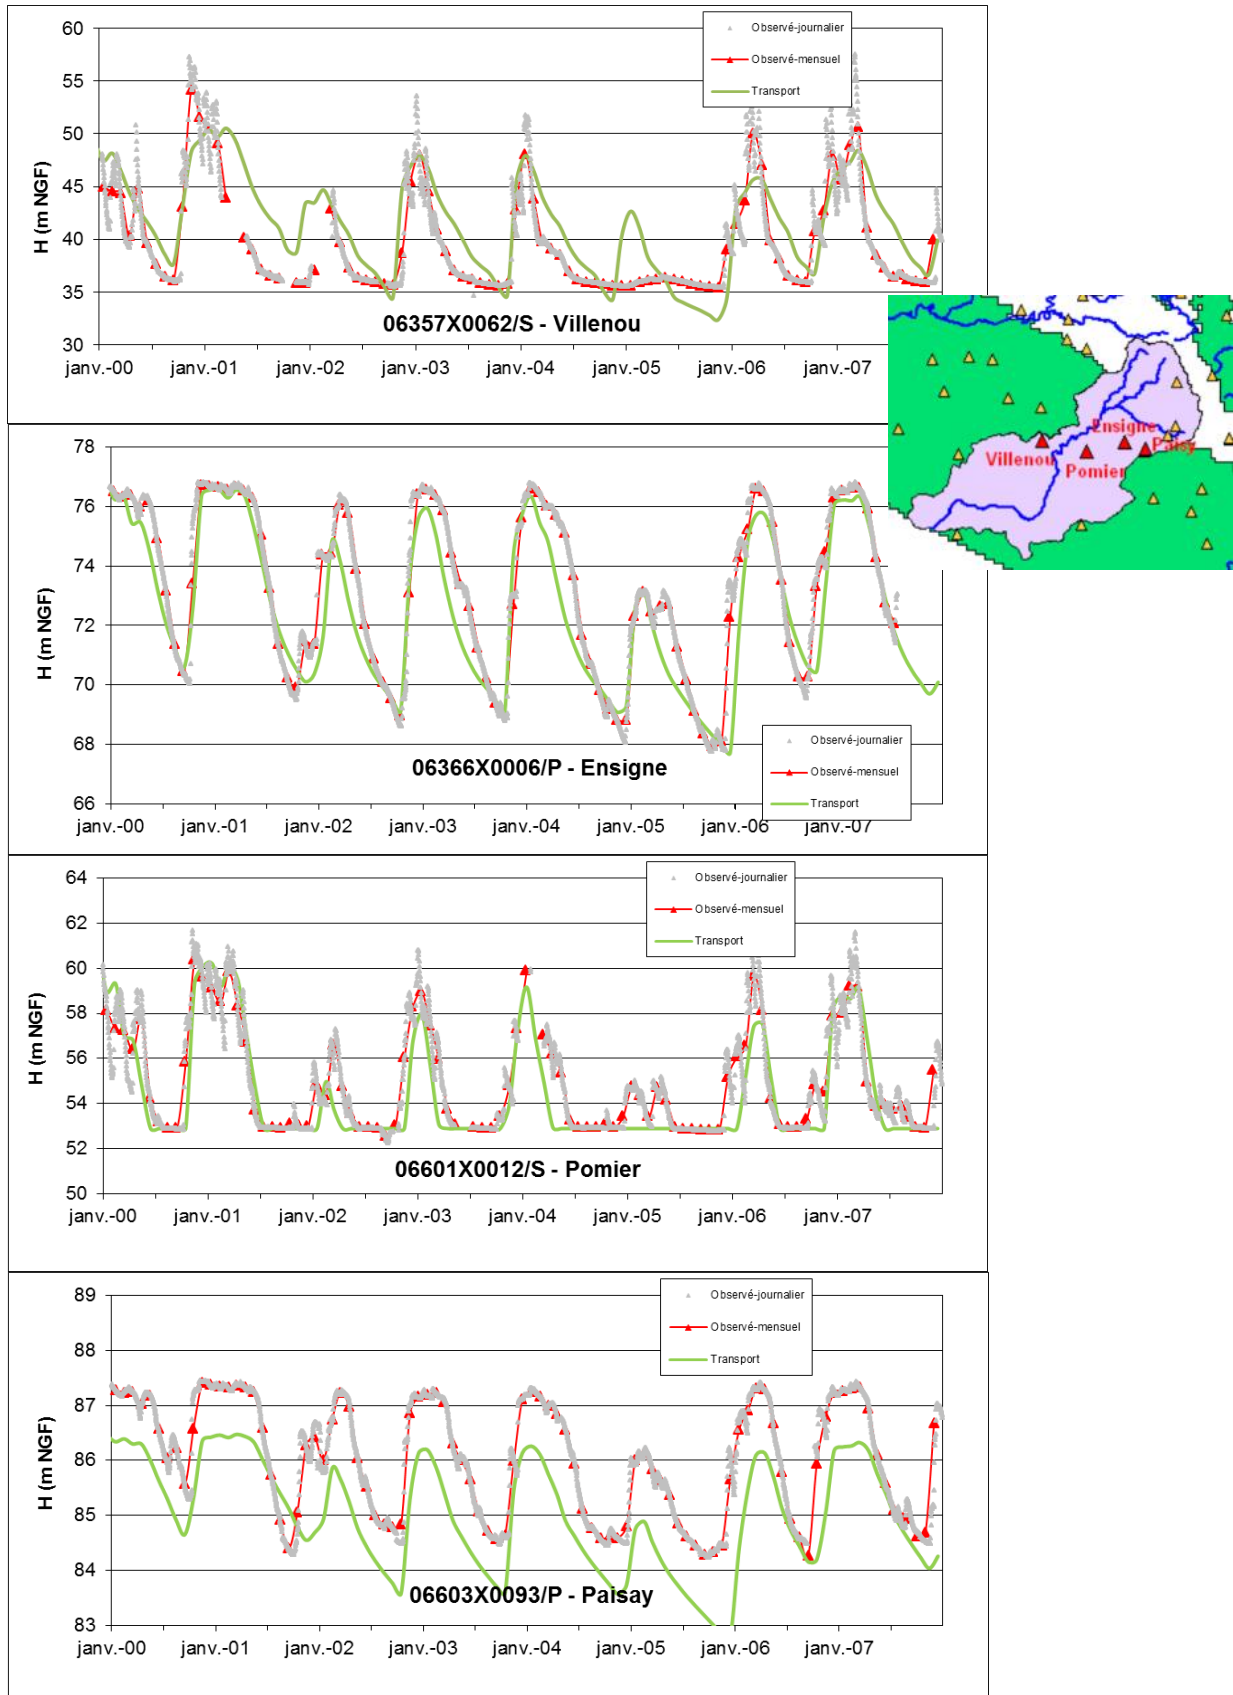 60
55
50
45
40
35
30
H (m NGF)
Observé-journalier
Observé-mensuel
Transport
06357X0062/S - Villenou
janv.-00 janv.-01 janv.-02 janv.-03 janv.-04 janv.-05 janv.-06 janv.-07
Ensigne
Villenou
Paisy
Pomier
78
76
74
72
70
68
66
H (m NGF)
Observé-journalier
Observé-mensuel
Transport
06366X0006/P - Ensigne
janv.-00 janv.-01 janv.-02 janv.-03 janv.-04 janv.-05 janv.-06 janv.-07
64
62
60
58
56
54
52
50
H (m NGF)
Observé-journalier
Observé-mensuel
Transport
06601X0012/S - Pomier
janv.-00 janv.-01 janv.-02 janv.-03 janv.-04 janv.-05 janv.-06 janv.-07
89
88
87
86
85
84
83
H (m NGF)
Observé-journalier
Observé-mensuel
Transport
06603X0093/P - Paisay
janv.-00 janv.-01 janv.-02 janv.-03 janv.-04 janv.-05 janv.-06 janv.-07